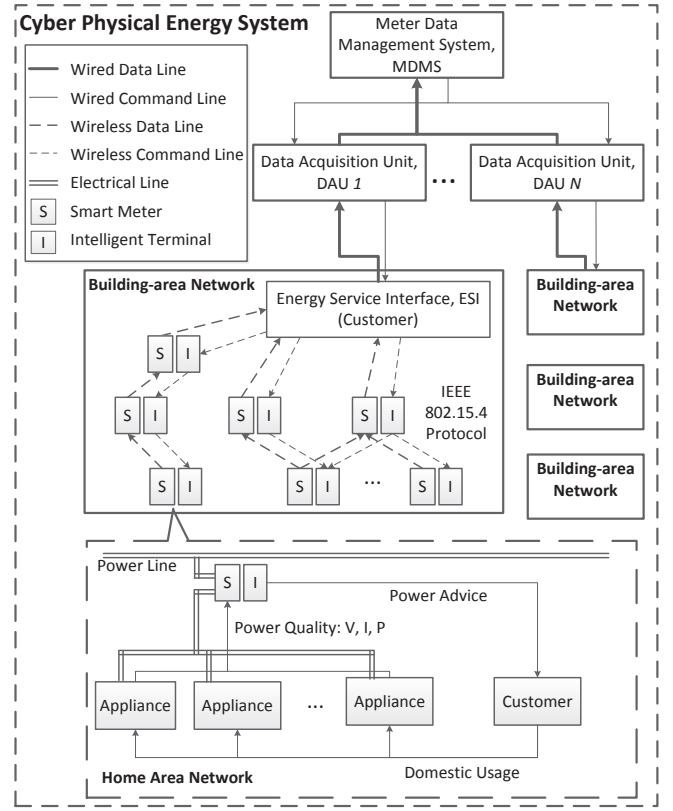 Cyber Physical Energy System
Wired Data Line
Wired Command Line
Wireless Data Line
Wireless Command Line
Electrical Line
S Smart Meter
I Intelligent Terminal
Meter Data
Management System,
MDMS
Data Acquisition Unit,
DAU 1
...
Data Acquisition Unit,
DAU N
Building-area Network
Energy Service Interface, ESI
(Customer)
S I
S I
S I
S I
IEEE
802.15.4
Protocol
S I
S I
...
S I
Building-area
Network
Building-area
Network
Building-area
Network
Power Line
S I
Power Advice
Power Quality: V, I, P
Appliance
Appliance
...
Appliance
Customer
Home Area Network
Domestic Usage